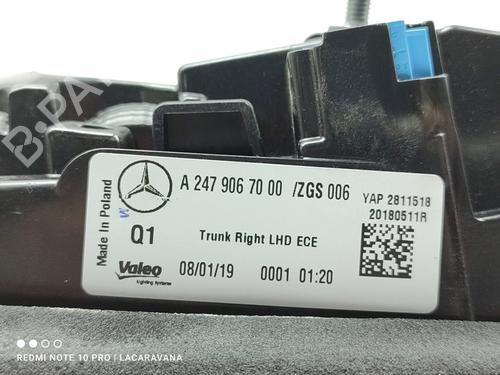 B-PA
A 247 906 70 00 /ZGS 006
YAP 2811518
20180511R
Made In Poland
Q1
Trunk Right LHD ECE
Valeo
Lighting Systems
08/01/19
0001 01:20
REDMI NOTE 10 PRO | LACARAVANA